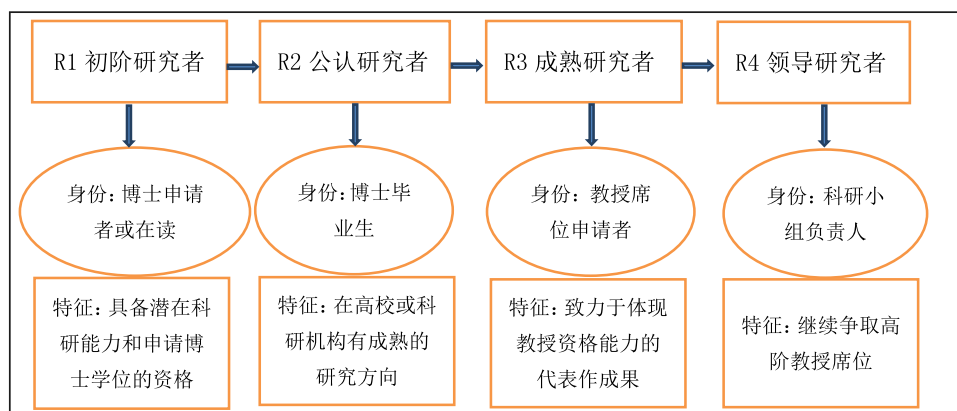 R1 初阶研究者
R2 公认研究者
R3 成熟研究者
R4 领导研究者
身份：博士申请
者或在读
身份：博士毕
业生
身份：教授席
位申请者
身份：科研小
组负责人
特征：具备潜在科
研能力和申请博
士学位的资格
特征：在高校或科
研机构有成熟的
研究方向
特征：致力于体现
教授资格能力的
代表作成果
特征：继续争取高
阶教授席位